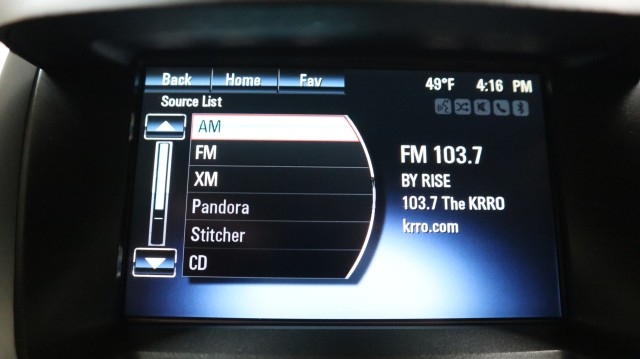 Back Home Fav 49°F 4:16 PM
Source List
AM
FM
XM
Pandora
Stitcher
CD
FM 103.7
BY RISE
103.7 The KRRO
krro.com